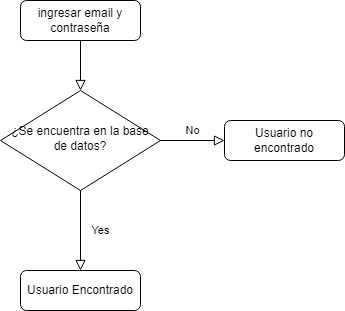 ingresar email y
contraseña
¿Se encuentra en la base
de datos?
No
Usuario no
encontrado
Yes
Usuario Encontrado